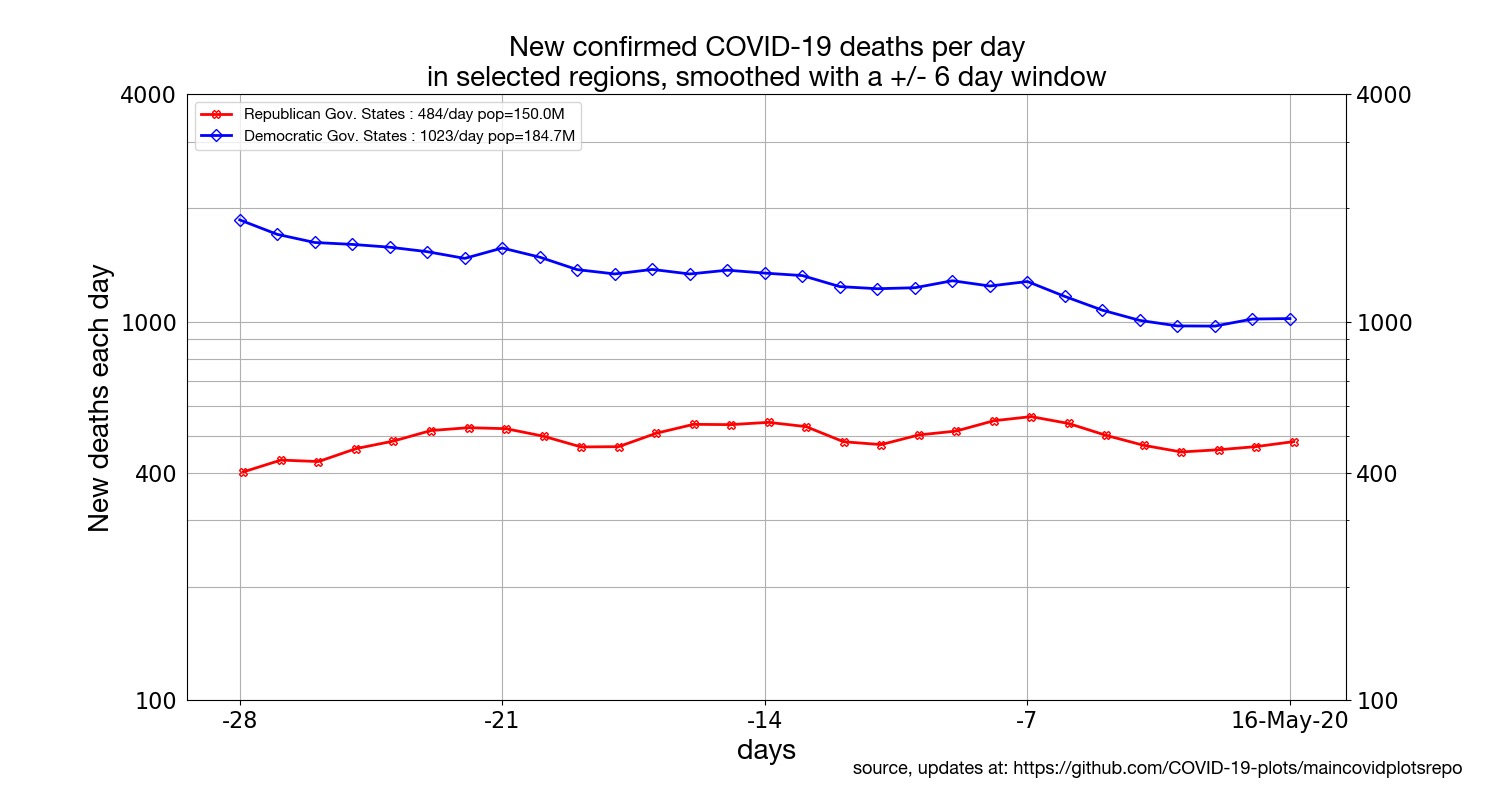 New confirmed COVID-19 deaths per day
in selected regions, smoothed with a +/- 6 day window
4000
4000
Republican Gov. States : 484/day pop=150.0M
Democratic Gov. States : 1023/day pop=184.7M
New deaths each day
1000
1000
400
400
100
100
-28
-21
-14
-7
16-May-20
days
source, updates at: https://github.com/COVID-19-plots/maincovidplotsrepo